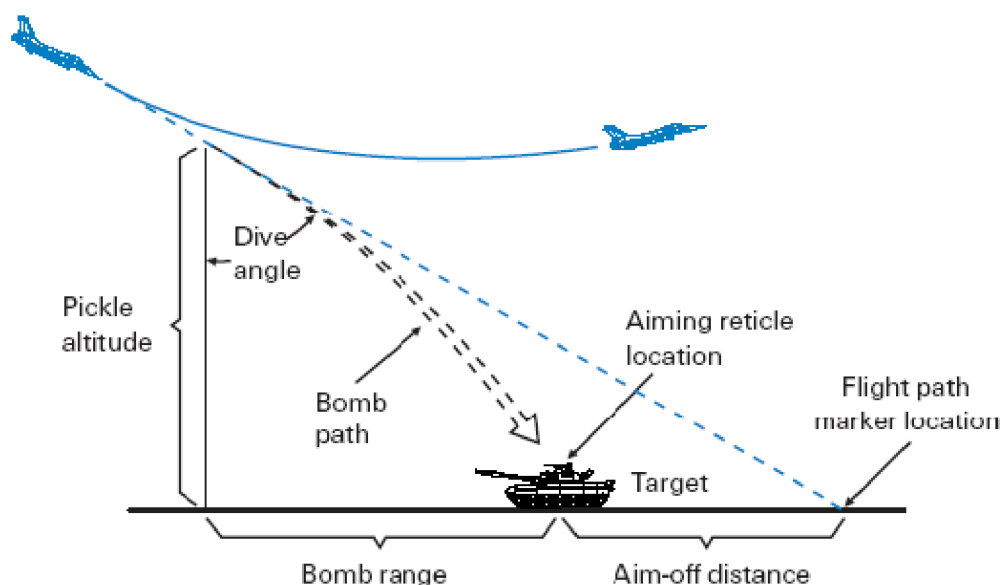 Dive
angle
Pickle
altitude
Aiming reticle
location
Bomb
path
Flight path
marker location
Target
Bomb range
Aim-off distance